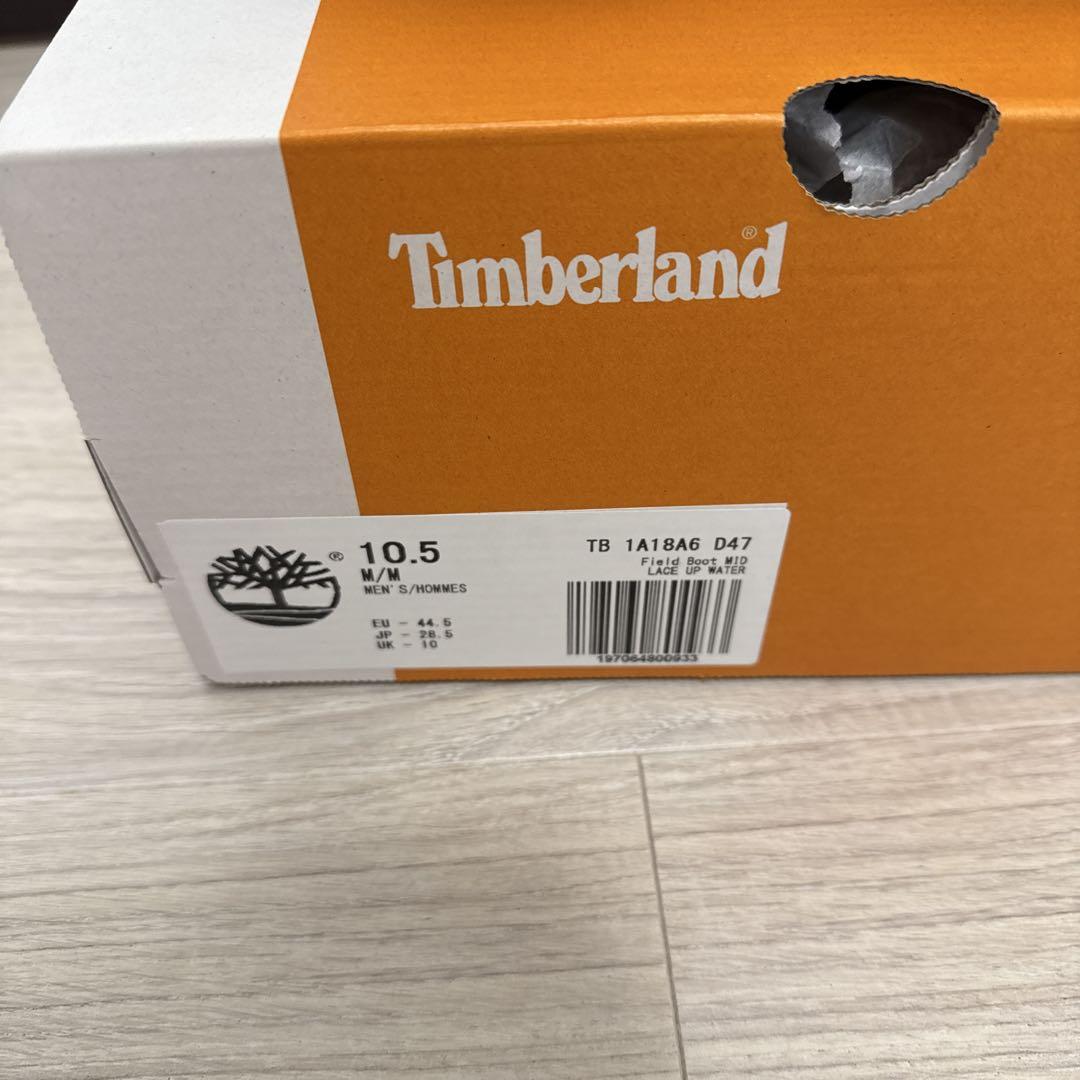 Timberland®
®
10.5
M/M
MEN'S/HOMMES
EU - 44.5
JP - 28.5
UK - 10
TB 1A18A6 D47
Field Boot MID
LACE UP WATER
197064800933